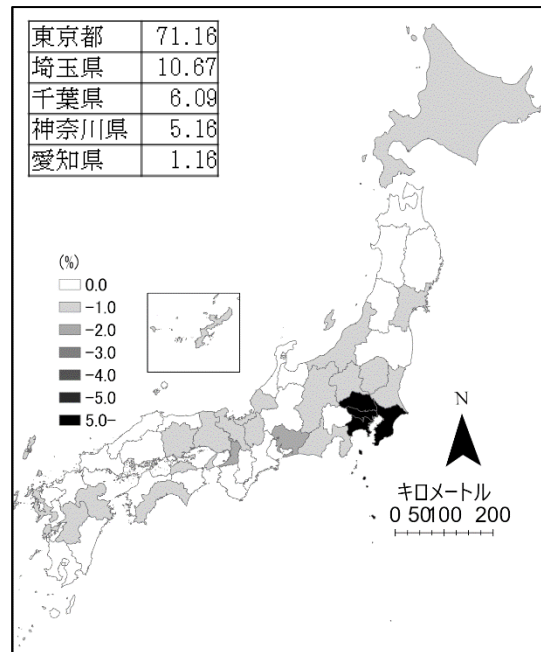 東京都 71.16
埼玉県 10.67
千葉県 6.09
神奈川県 5.16
愛知県 1.16
(%)
0.0
-1.0
-2.0
-3.0
-4.0
-5.0
5.0-
N
キロメートル
0 50100 200